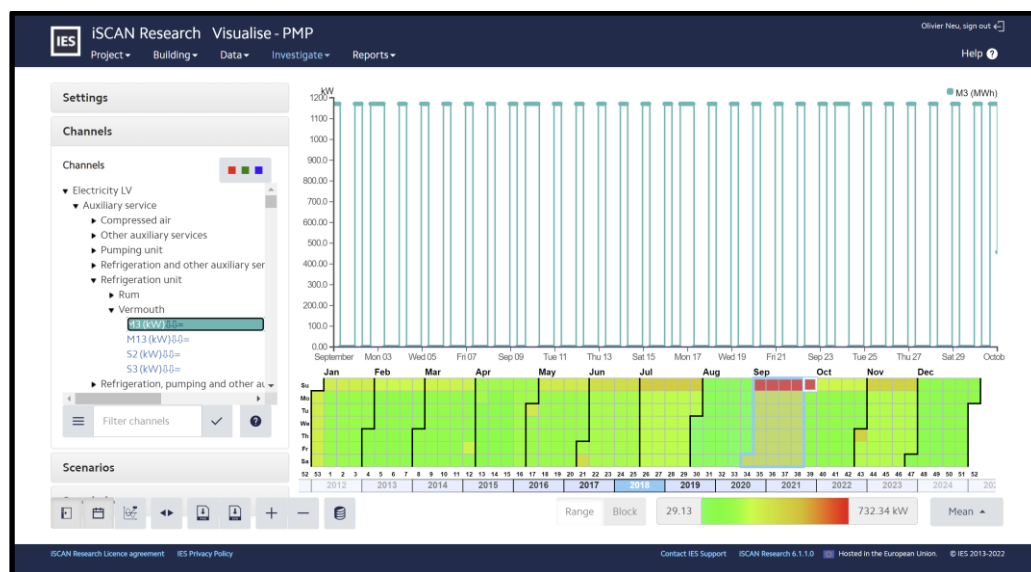 Olivier Neu, sign out
IES
iSCAN Research Visualise - PMP
Project Building Data Investigate Reports
Help ?
Settings
Channels
Channels
Electricity LV
Auxiliary service
Compressed air
Other auxiliary services
Pumping unit
Refrigeration and other auxiliary ser
Refrigeration unit
Rum
Vermouth
M3 (kW)
M13 (kW)
S2 (kW)
S3 (kW)
Refrigeration, pumping and other au
Filter channels
Scenarios
kW
M3 (MWh)
1200
1100
1000
900.0
800.00
700.00
600.00
500.0
400.00
300.00
200.00
100.0
0.00
September Mon 03 Wed 05 Fri 07 Sep 09 Tue 11 Thu 13 Sat 15 Mon 17 Wed 19 Fri 21 Sep 23 Tue 25 Thu 27 Sat 29 Octob
Jan Feb Mar Apr May Jun Jul Aug Sep Oct Nov Dec
Su
Mo
Tu
We
Th
Fr
Sa
52 53 1 2 3 4 5 6 7 8 9 10 11 12 13 14 15 16 17 18 19 20 21 22 23 24 25 26 27 28 29 30 31 32 33 34 35 36 37 38 39 40 41 42 43 44 45 46 47 48 49 50 51 52
2012 2013 2014 2015 2016 2017 2018 2019 2020 2021 2022 2023 2024
Range Block 29.13 732.34 kW Mean
iSCAN Research Licence agreement IES Privacy Policy Contact IES Support iSCAN Research 6.1.1.0 Hosted in the European Union. © IES 2013-2022